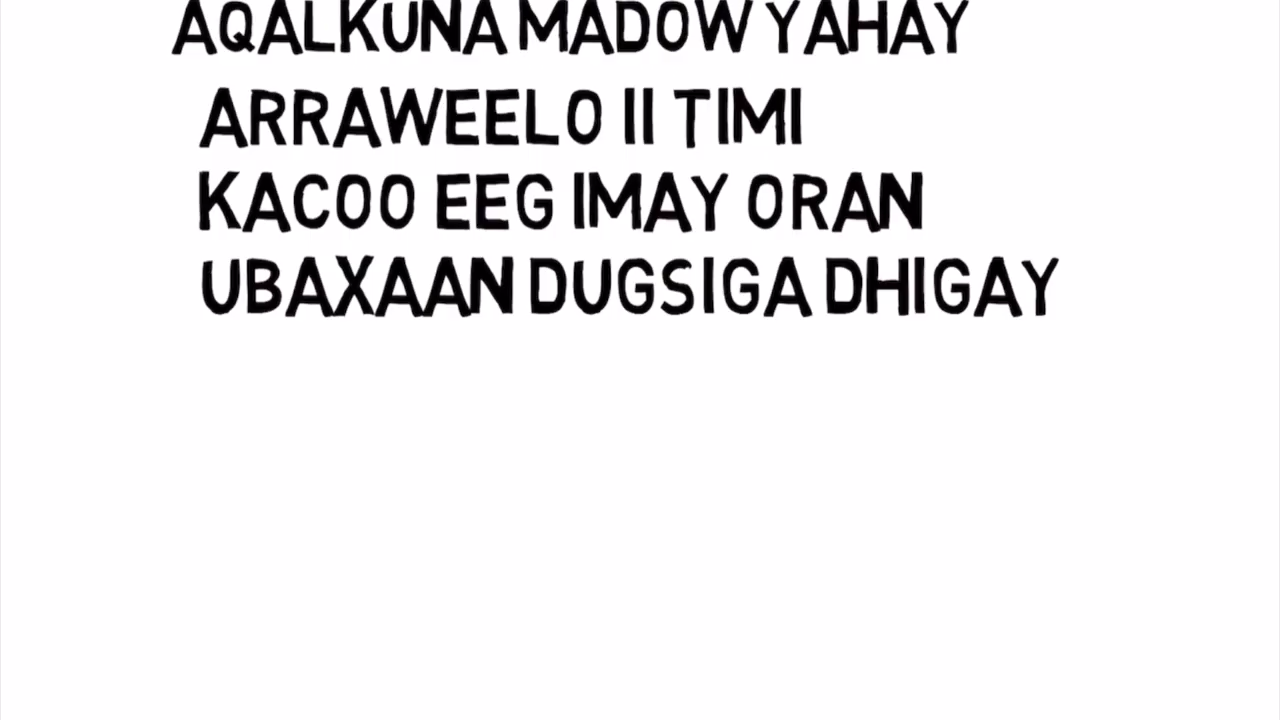 AQALKUNA MADOW YAHAY
ARRAWEELO II TIMI
KACOO EEG IMAY ORAN
UBAXAAN DUGSIGA DHIGAY